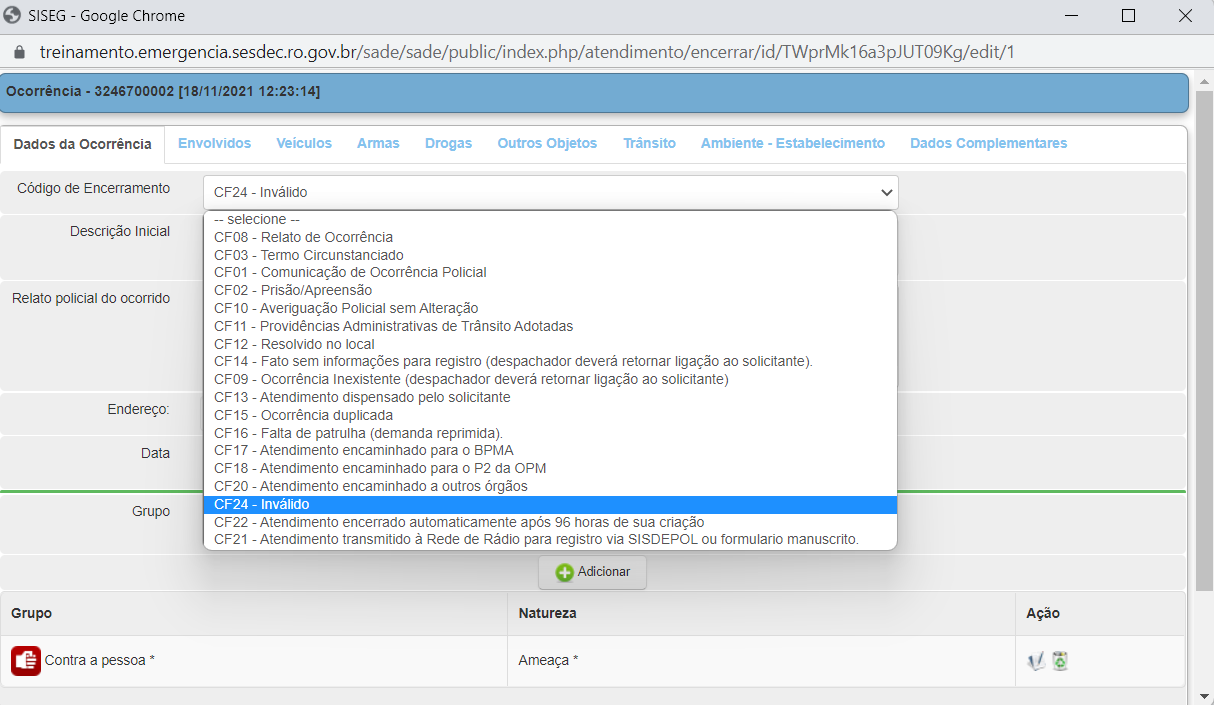 SISEG - Google Chrome
treinamento.emergencia.sesdec.ro.gov.br/sade/sade/public/index.php/atendimento/encerrar/id/TWprMk16a3pJUT09Kg/edit/1
Ocorrência - 3246700002 [18/11/2021 12:23:14]
Dados da Ocorrência Envolvidos Veículos Armas Drogas Outros Objetos Trânsito Ambiente - Estabelecimento Dados Complementares
Código de Encerramento CF24 - Inválido
-- selecione --
Descrição Inicial CF08 - Relato de Ocorrência
CF03 - Termo Circunstanciado
CF01 - Comunicação de Ocorrência Policial
Relato policial do ocorrido CF02 - Prisão/Apreensão
CF10 - Averiguação Policial sem Alteração
CF11 - Providências Administrativas de Trânsito Adotadas
CF12 - Resolvido no local
CF14 - Fato sem informações para registro (despachador deverá retornar ligação ao solicitante).
CF09 - Ocorrência Inexistente (despachador deverá retornar ligação ao solicitante)
CF13 - Atendimento dispensado pelo solicitante
Endereço: CF15 - Ocorrência duplicada
CF16 - Falta de patrulha (demanda reprimida).
Data CF17 - Atendimento encaminhado para o BPMA
CF18 - Atendimento encaminhado para o P2 da OPM
CF20 - Atendimento encaminhado a outros órgãos
Grupo CF24 - Inválido
CF22 - Atendimento encerrado automaticamente após 96 horas de sua criação
CF21 - Atendimento transmitido à Rede de Rádio para registro via SISDEPOL ou formulario manuscrito.
Adicionar
Grupo Natureza Ação
Contra a pessoa * Ameaça *